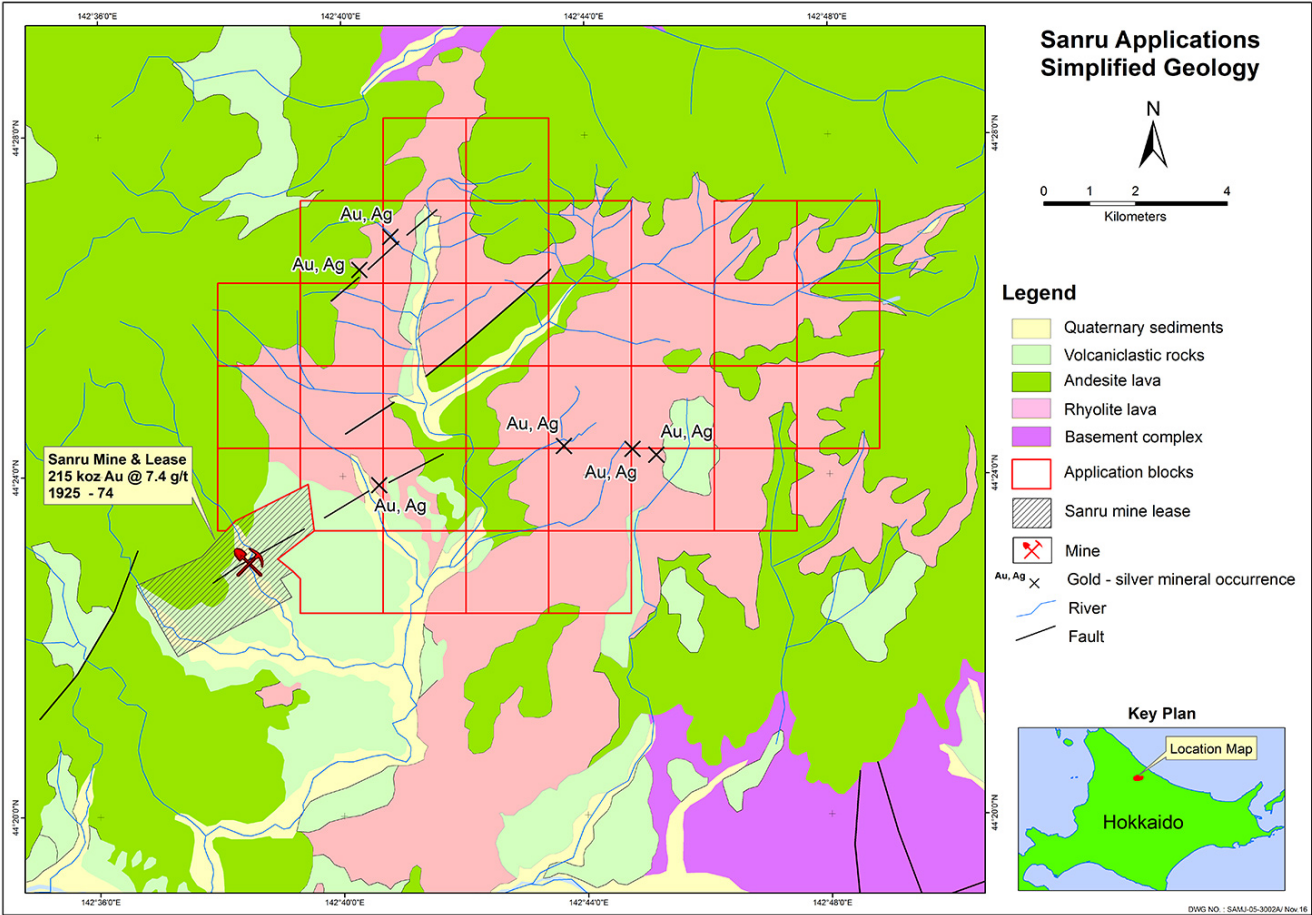 142°36'0"E
142°40'0"E
142°44'0"E
142°48'0"E
Sanru Applications
Simplified Geology
N
0 1 2 4
Kilometers
44°28'0"N
44°28'0"N
Au, Ag
Au, Ag
Au, Ag
Au, Ag
Au, Ag
Au, Ag
Sanru Mine & Lease
215 koz Au @ 7.4 g/t
1925 - 74
44°24'0"N
44°24'0"N
44°20'0"N
44°20'0"N
Legend
Quaternary sediments
Volcaniclastic rocks
Andesite lava
Rhyolite lava
Basement complex
Application blocks
Sanru mine lease
Mine
Au, Ag Gold - silver mineral occurrence
River
Fault
Key Plan
Location Map
Hokkaido
142°36'0"E
142°40'0"E
142°44'0"E
142°48'0"E
DWG NO. : SAMJ-05-3002A/ Nov 16